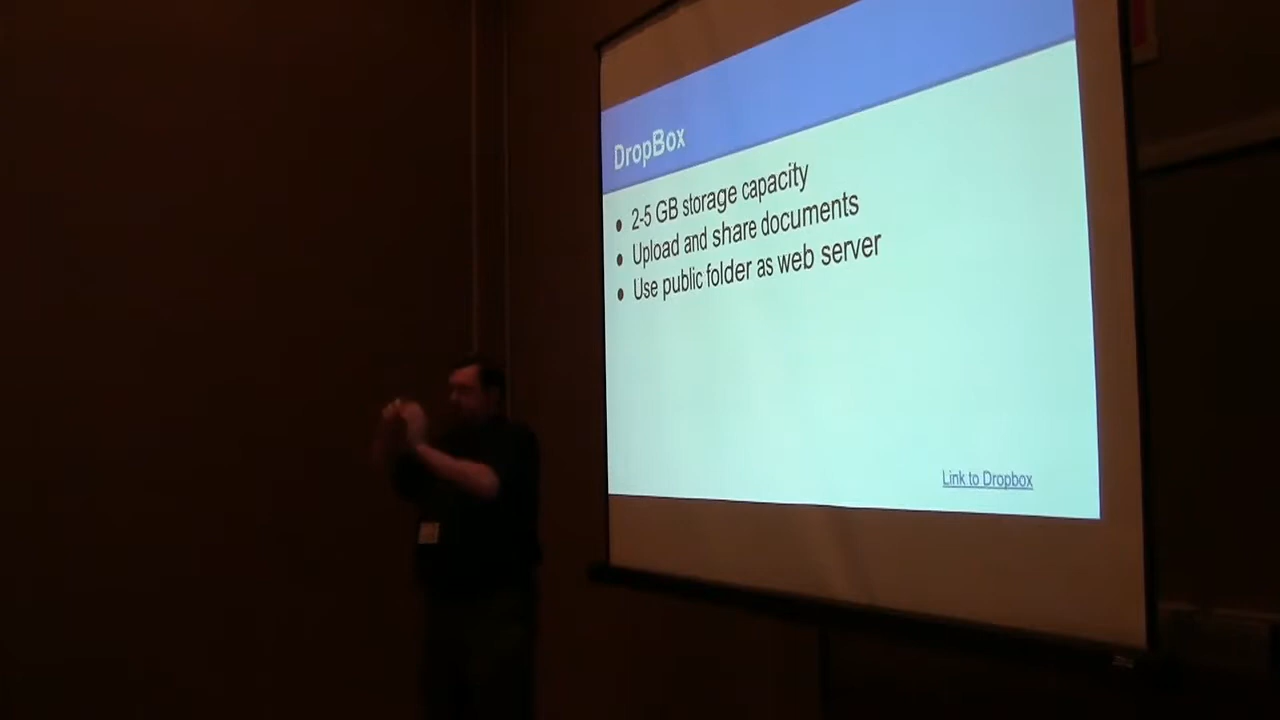 DropBox
2-5 GB storage capacity
Upload and share documents
Use public folder as web server
Link to Dropbox